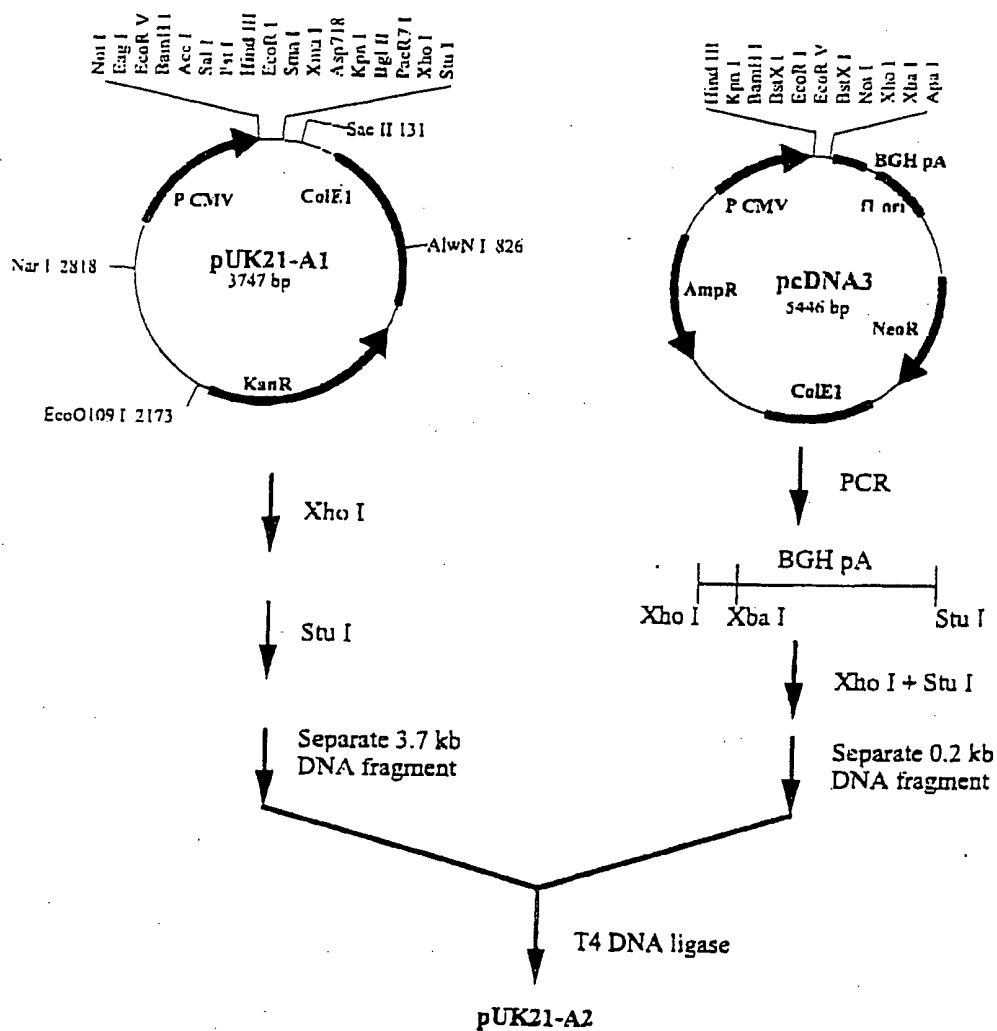 Not I
Eag I
EcoR V
BamH I
Acc I
Sal I
Pst I
Hind III
EcoR I
Sma I
Xma I
Asp718
Kpn I
Bgl II
PaeR7 I
Xho I
Stu I
Sac II 131
P CMV
ColE1
AlwN I 826
pUK21-A1
3747 bp
Nar I 2818
KanR
EcoO109 I 2173
Hind III
Kpn I
BamH I
BstX I
EcoR I
EcoR V
BstX I
Not I
Xho I
Xba I
Apa I
BGH pA
P CMV
f1 ori
AmpR
pcDNA3
5446 bp
NeoR
ColE1
Xho I
Stu I
Separate 3.7 kb
DNA fragment
PCR
BGH pA
Xho I
Xba I
Stu I
Xho I + Stu I
Separate 0.2 kb
DNA fragment
T4 DNA ligase
pUK21-A2